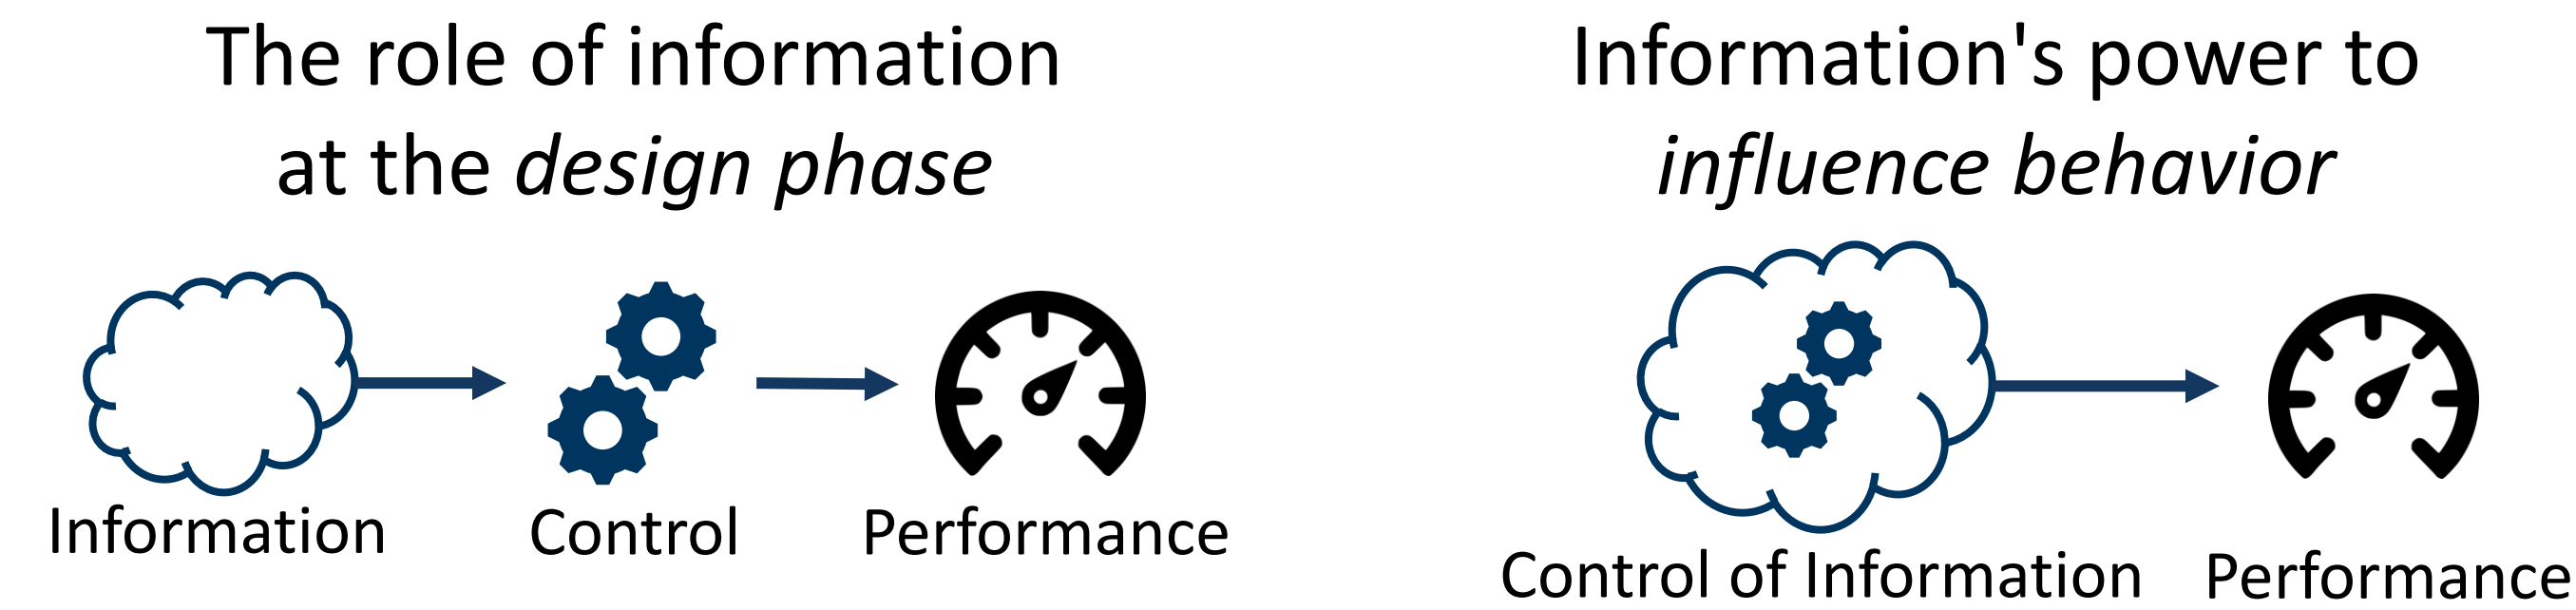 The role of information
at the design phase
Information
Control
Performance
Information's power to
influence behavior
Control of Information
Performance